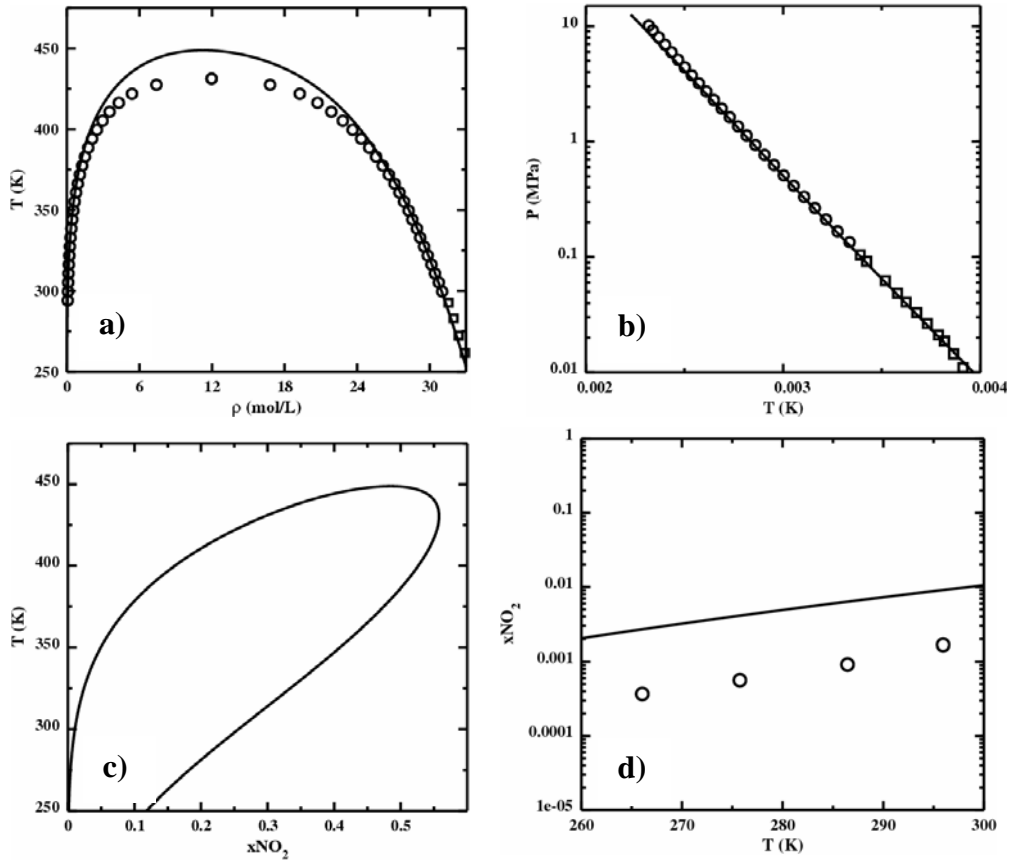 450
400
350
300
250
T (K)
0 6 12 18 24 30
ρ (mol/L)
a)
10
1
0.1
0.01
P (MPa)
0.002 0.003 0.004
T (K)
b)
450
400
350
300
250
T (K)
0 0.1 0.2 0.3 0.4 0.5
xNO₂
c)
1
0.1
0.01
0.001
0.0001
1e-05
xNO₂
260 270 280 290 300
T (K)
d)